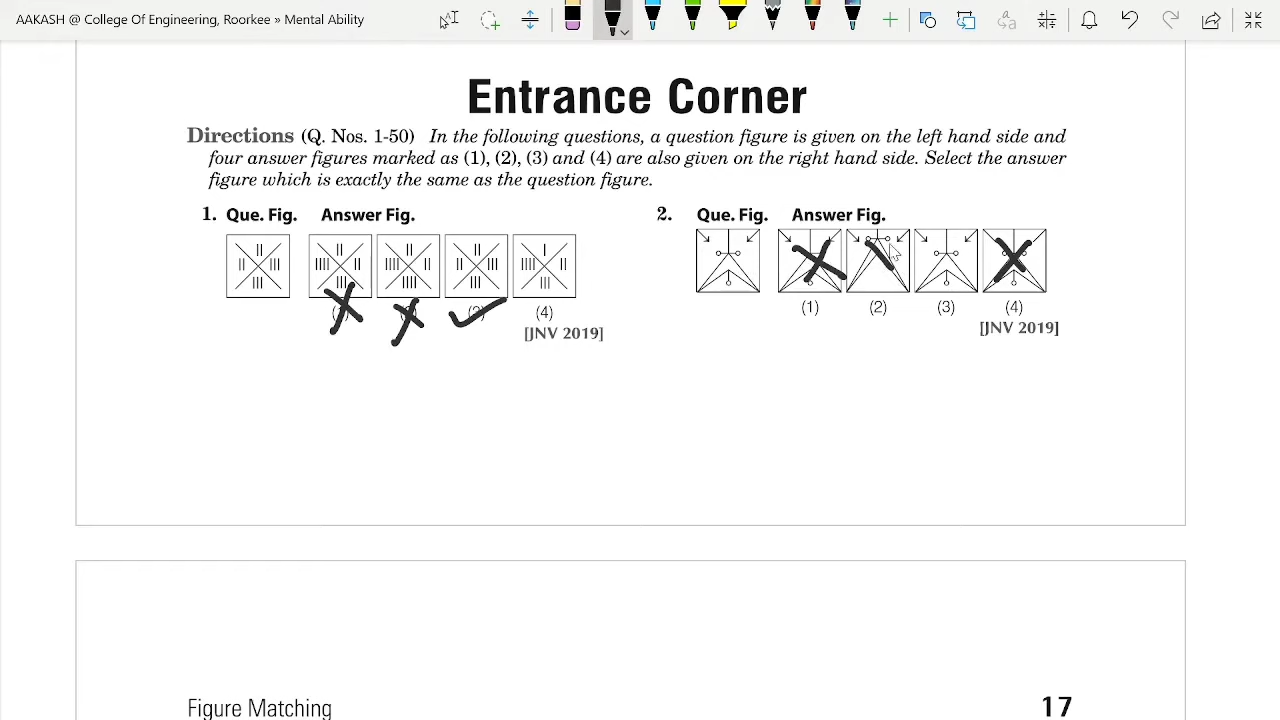 AAKASH @ College Of Engineering, Roorkee » Mental Ability
Entrance Corner
Directions (Q. Nos. 1-50) In the following questions, a question figure is given on the left hand side and
four answer figures marked as (1), (2), (3) and (4) are also given on the right hand side. Select the answer
figure which is exactly the same as the question figure.
1. Que. Fig. Answer Fig.
(4)
[JNV 2019]
2. Que. Fig. Answer Fig.
(1) (2) (3) (4)
[JNV 2019]
Figure Matching 17